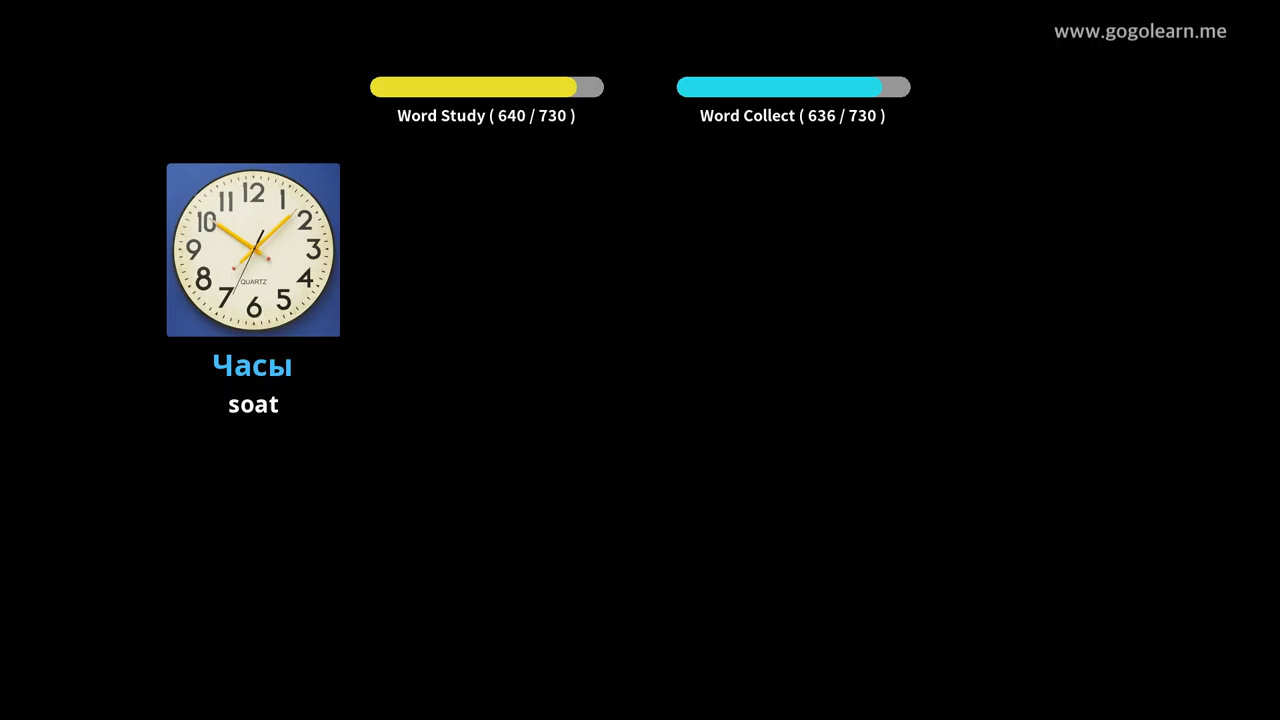 www.gogolearn.me
Word Study ( 640 / 730 )
Word Collect ( 636 / 730 )
12
11
1
10
2
9
3
8
4
QUARTZ
7
5
6
Часы
soat